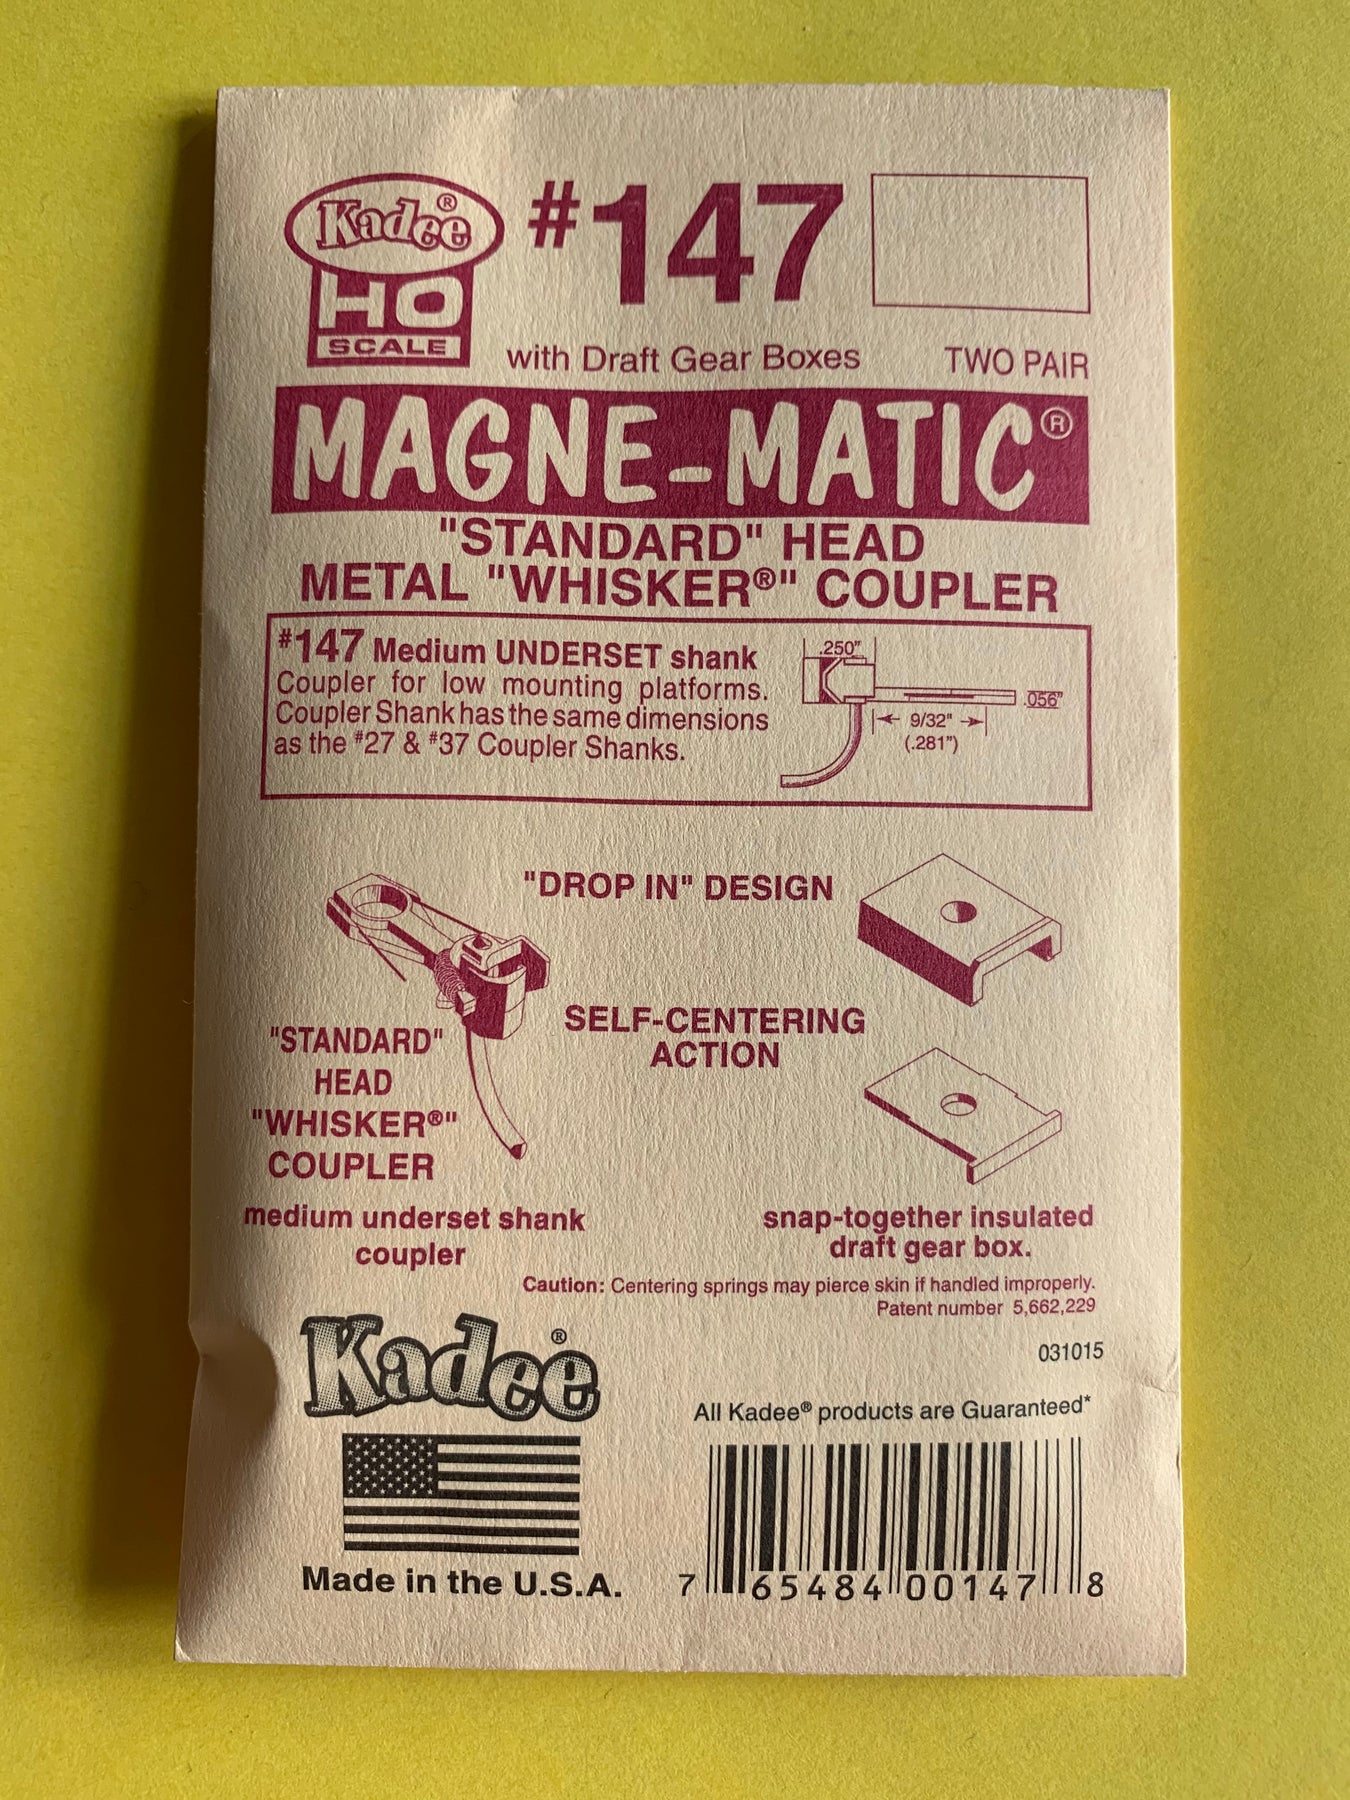 Kadee®
HO
SCALE
#147
with Draft Gear Boxes
TWO PAIR
MAGNE-MATIC®
"STANDARD" HEAD
METAL "WHISKER®" COUPLER
#147 Medium UNDERSET shank
Coupler for low mounting platforms.
Coupler Shank has the same dimensions
as the #27 & #37 Coupler Shanks.
.250"
.056"
9/32"
(.281")
"DROP IN" DESIGN
SELF-CENTERING
ACTION
"STANDARD"
HEAD
"WHISKER®"
COUPLER
medium underset shank
coupler
snap-together insulated
draft gear box.
Caution: Centering springs may pierce skin if handled improperly.
Patent number 5,662,229
031015
Kadee®
All Kadee® products are Guaranteed*
Made in the U.S.A.
7 65484 00147 8